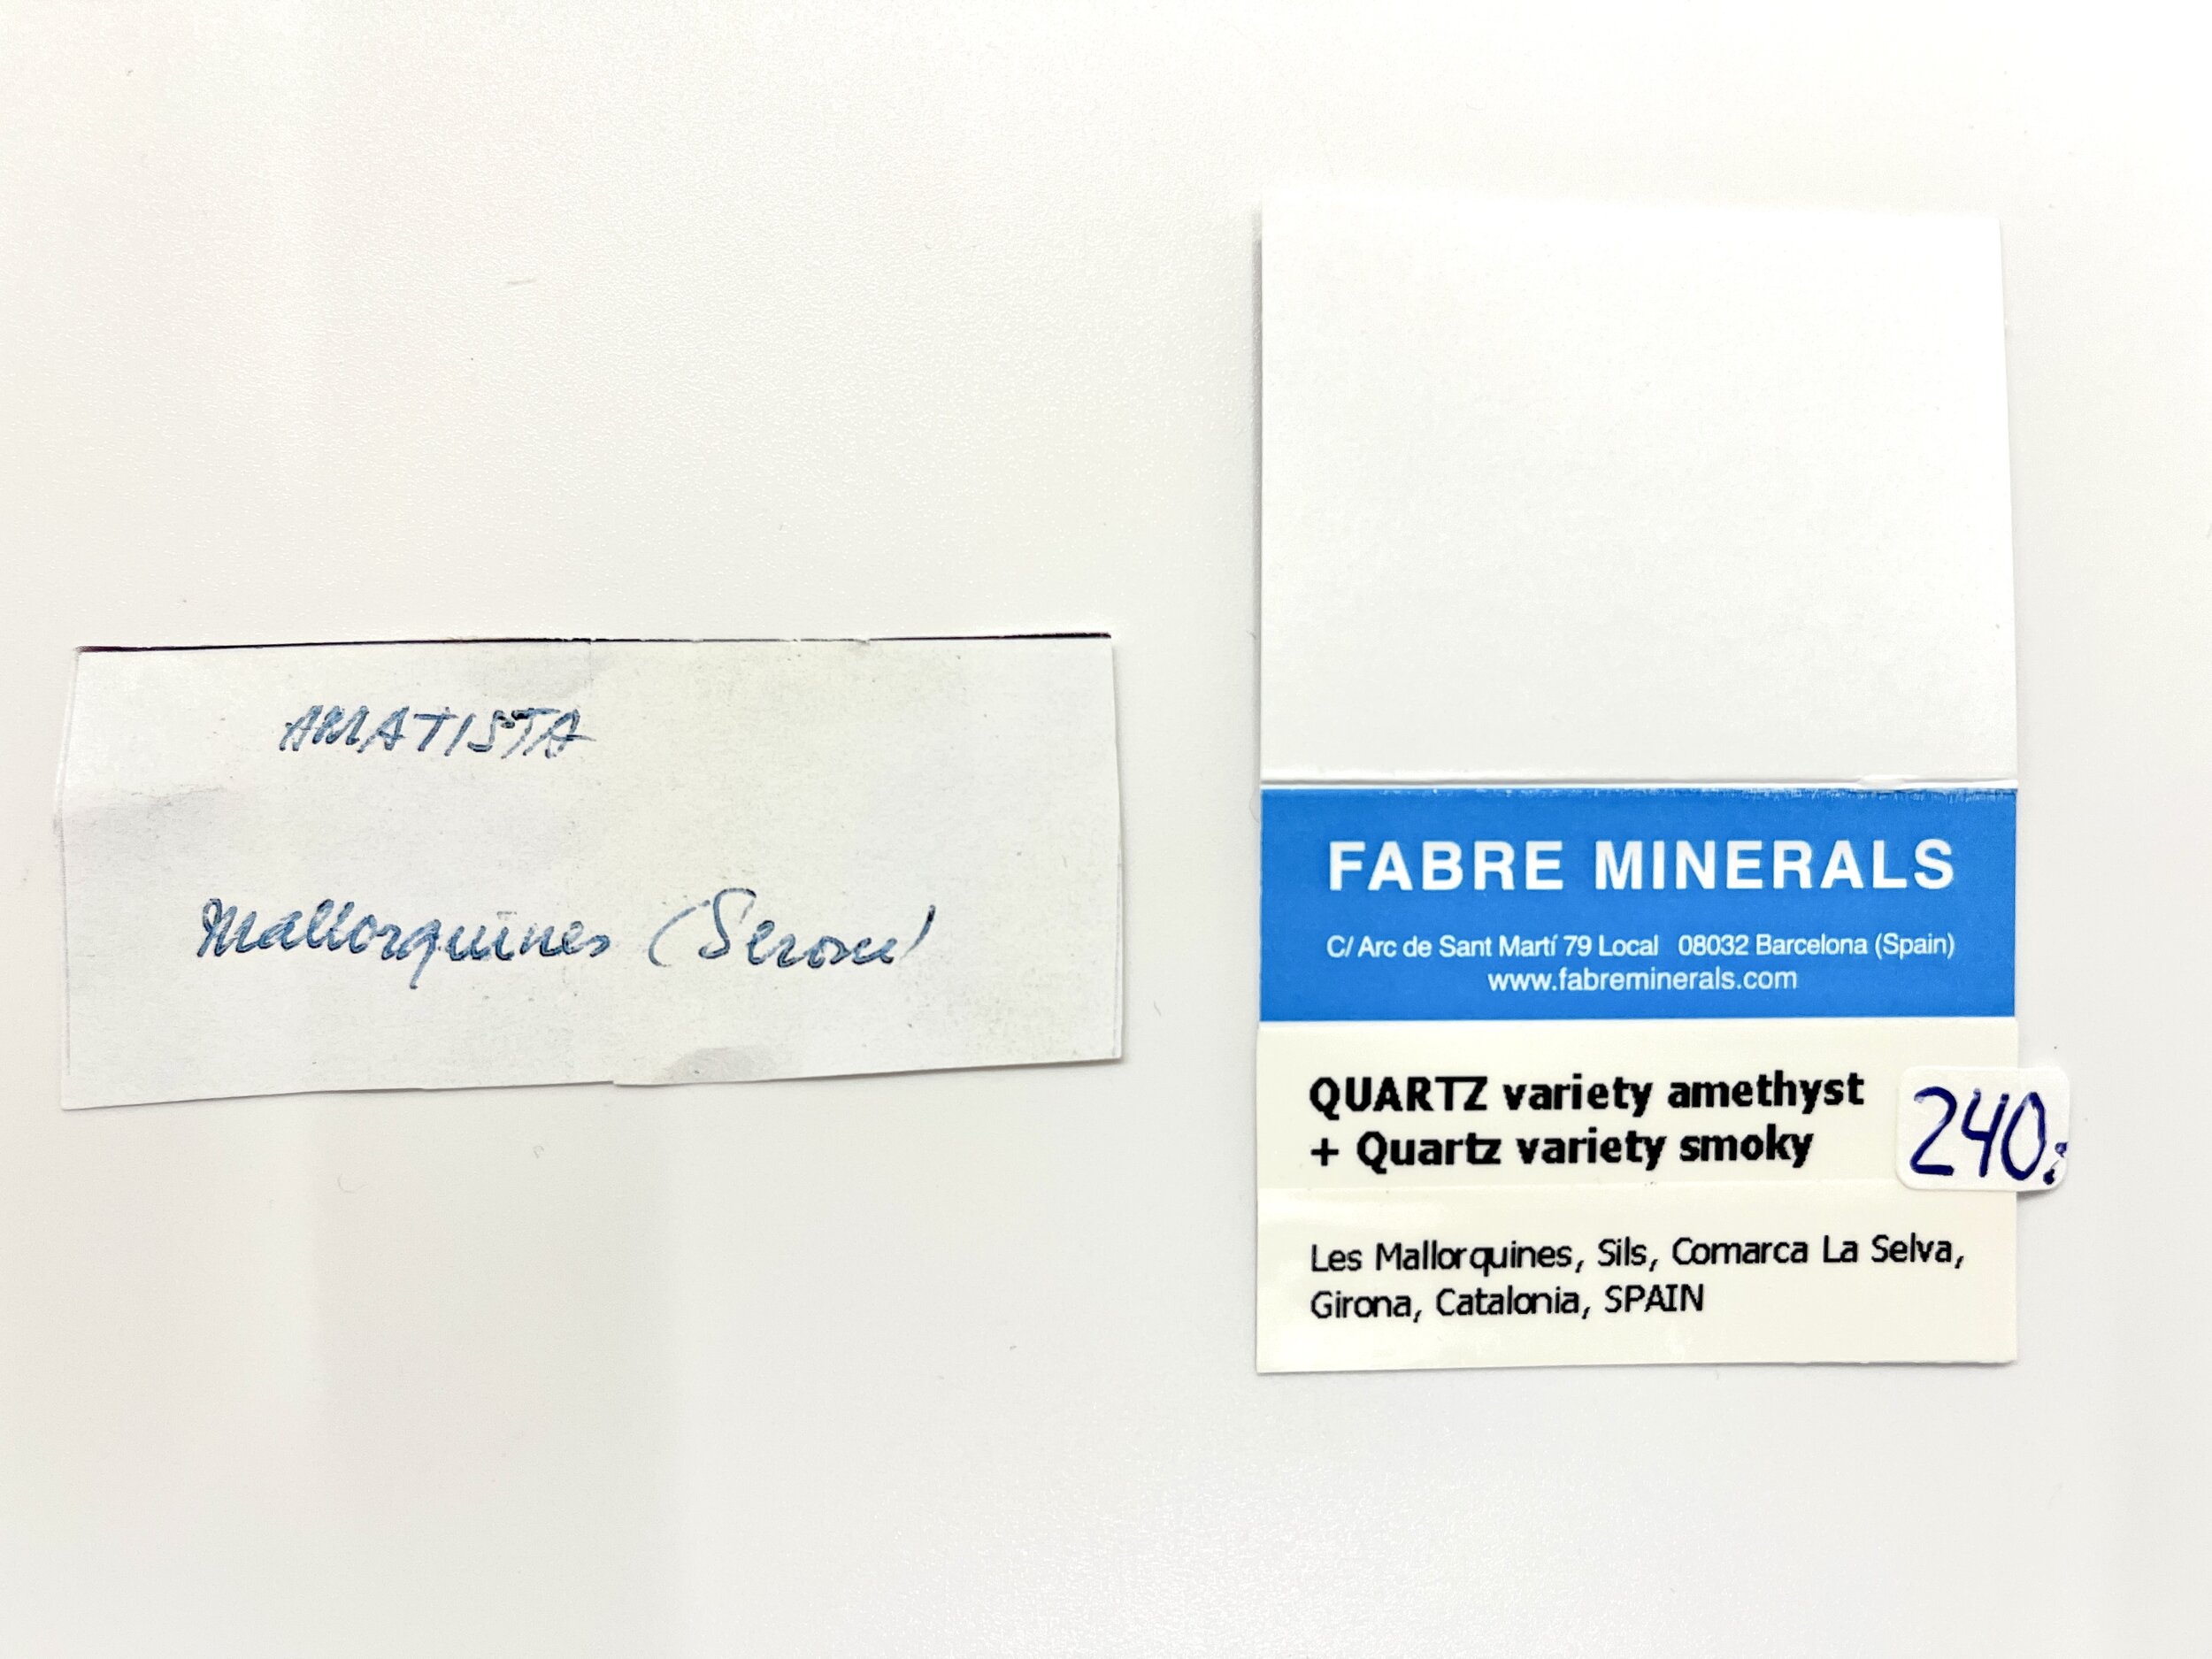 AMATISTA
Mallorquines
FABRE MINERALS
C/ Arc de Sant Martí 79 Local 08032 Barcelona (Spain)
www.fabreminerals.com
QUARTZ variety amethyst
+ Quartz variety smoky
240.
Les Mallorquines, Sils, Comarca La Selva,
Girona, Catalonia, SPAIN